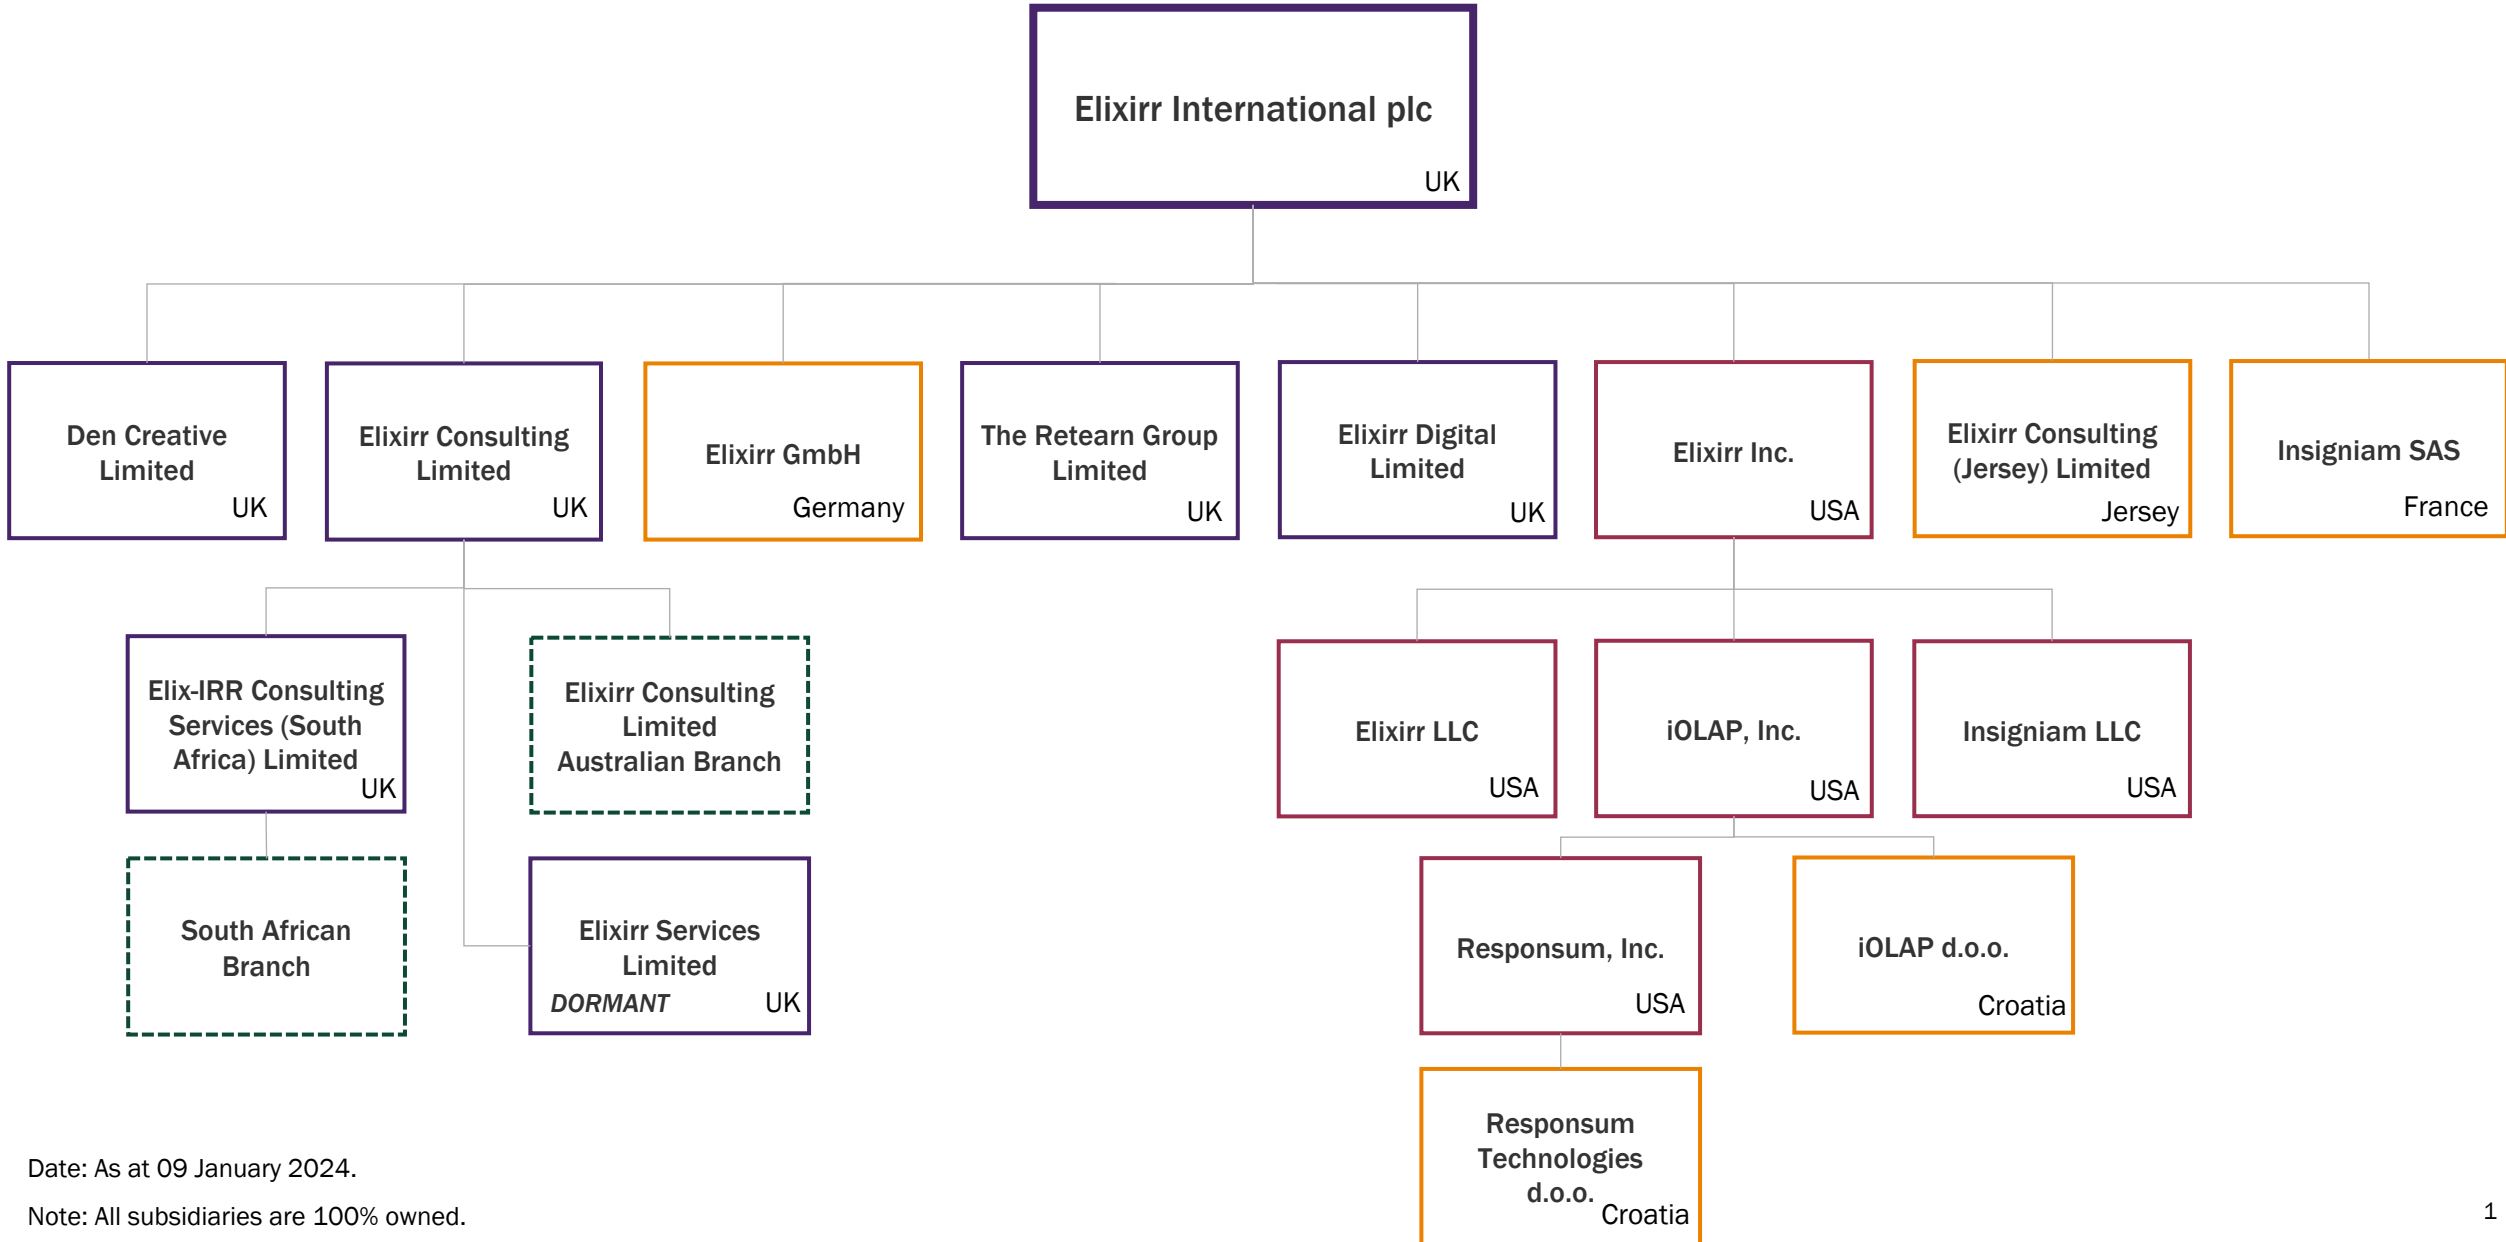 Elixirr International plc
UK
Den Creative
Limited
UK
Elixirr Consulting
Limited
UK
Elixirr GmbH
Germany
The Retearn Group
Limited
UK
Elixirr Digital
Limited
UK
Elixirr Inc.
USA
Elixirr Consulting
(Jersey) Limited
Jersey
Insigniam SAS
France
Elix-IRR Consulting
Services (South
Africa) Limited
UK
Elixirr Consulting
Limited
Australian Branch
Elixirr LLC
USA
iOLAP, Inc.
USA
Insigniam LLC
USA
South African
Branch
Elixirr Services
Limited
DORMANT UK
Responsum, Inc.
USA
iOLAP d.o.o.
Croatia
Responsum
Technologies
d.o.o.
Croatia
Date: As at 09 January 2024.
Note: All subsidiaries are 100% owned.
1